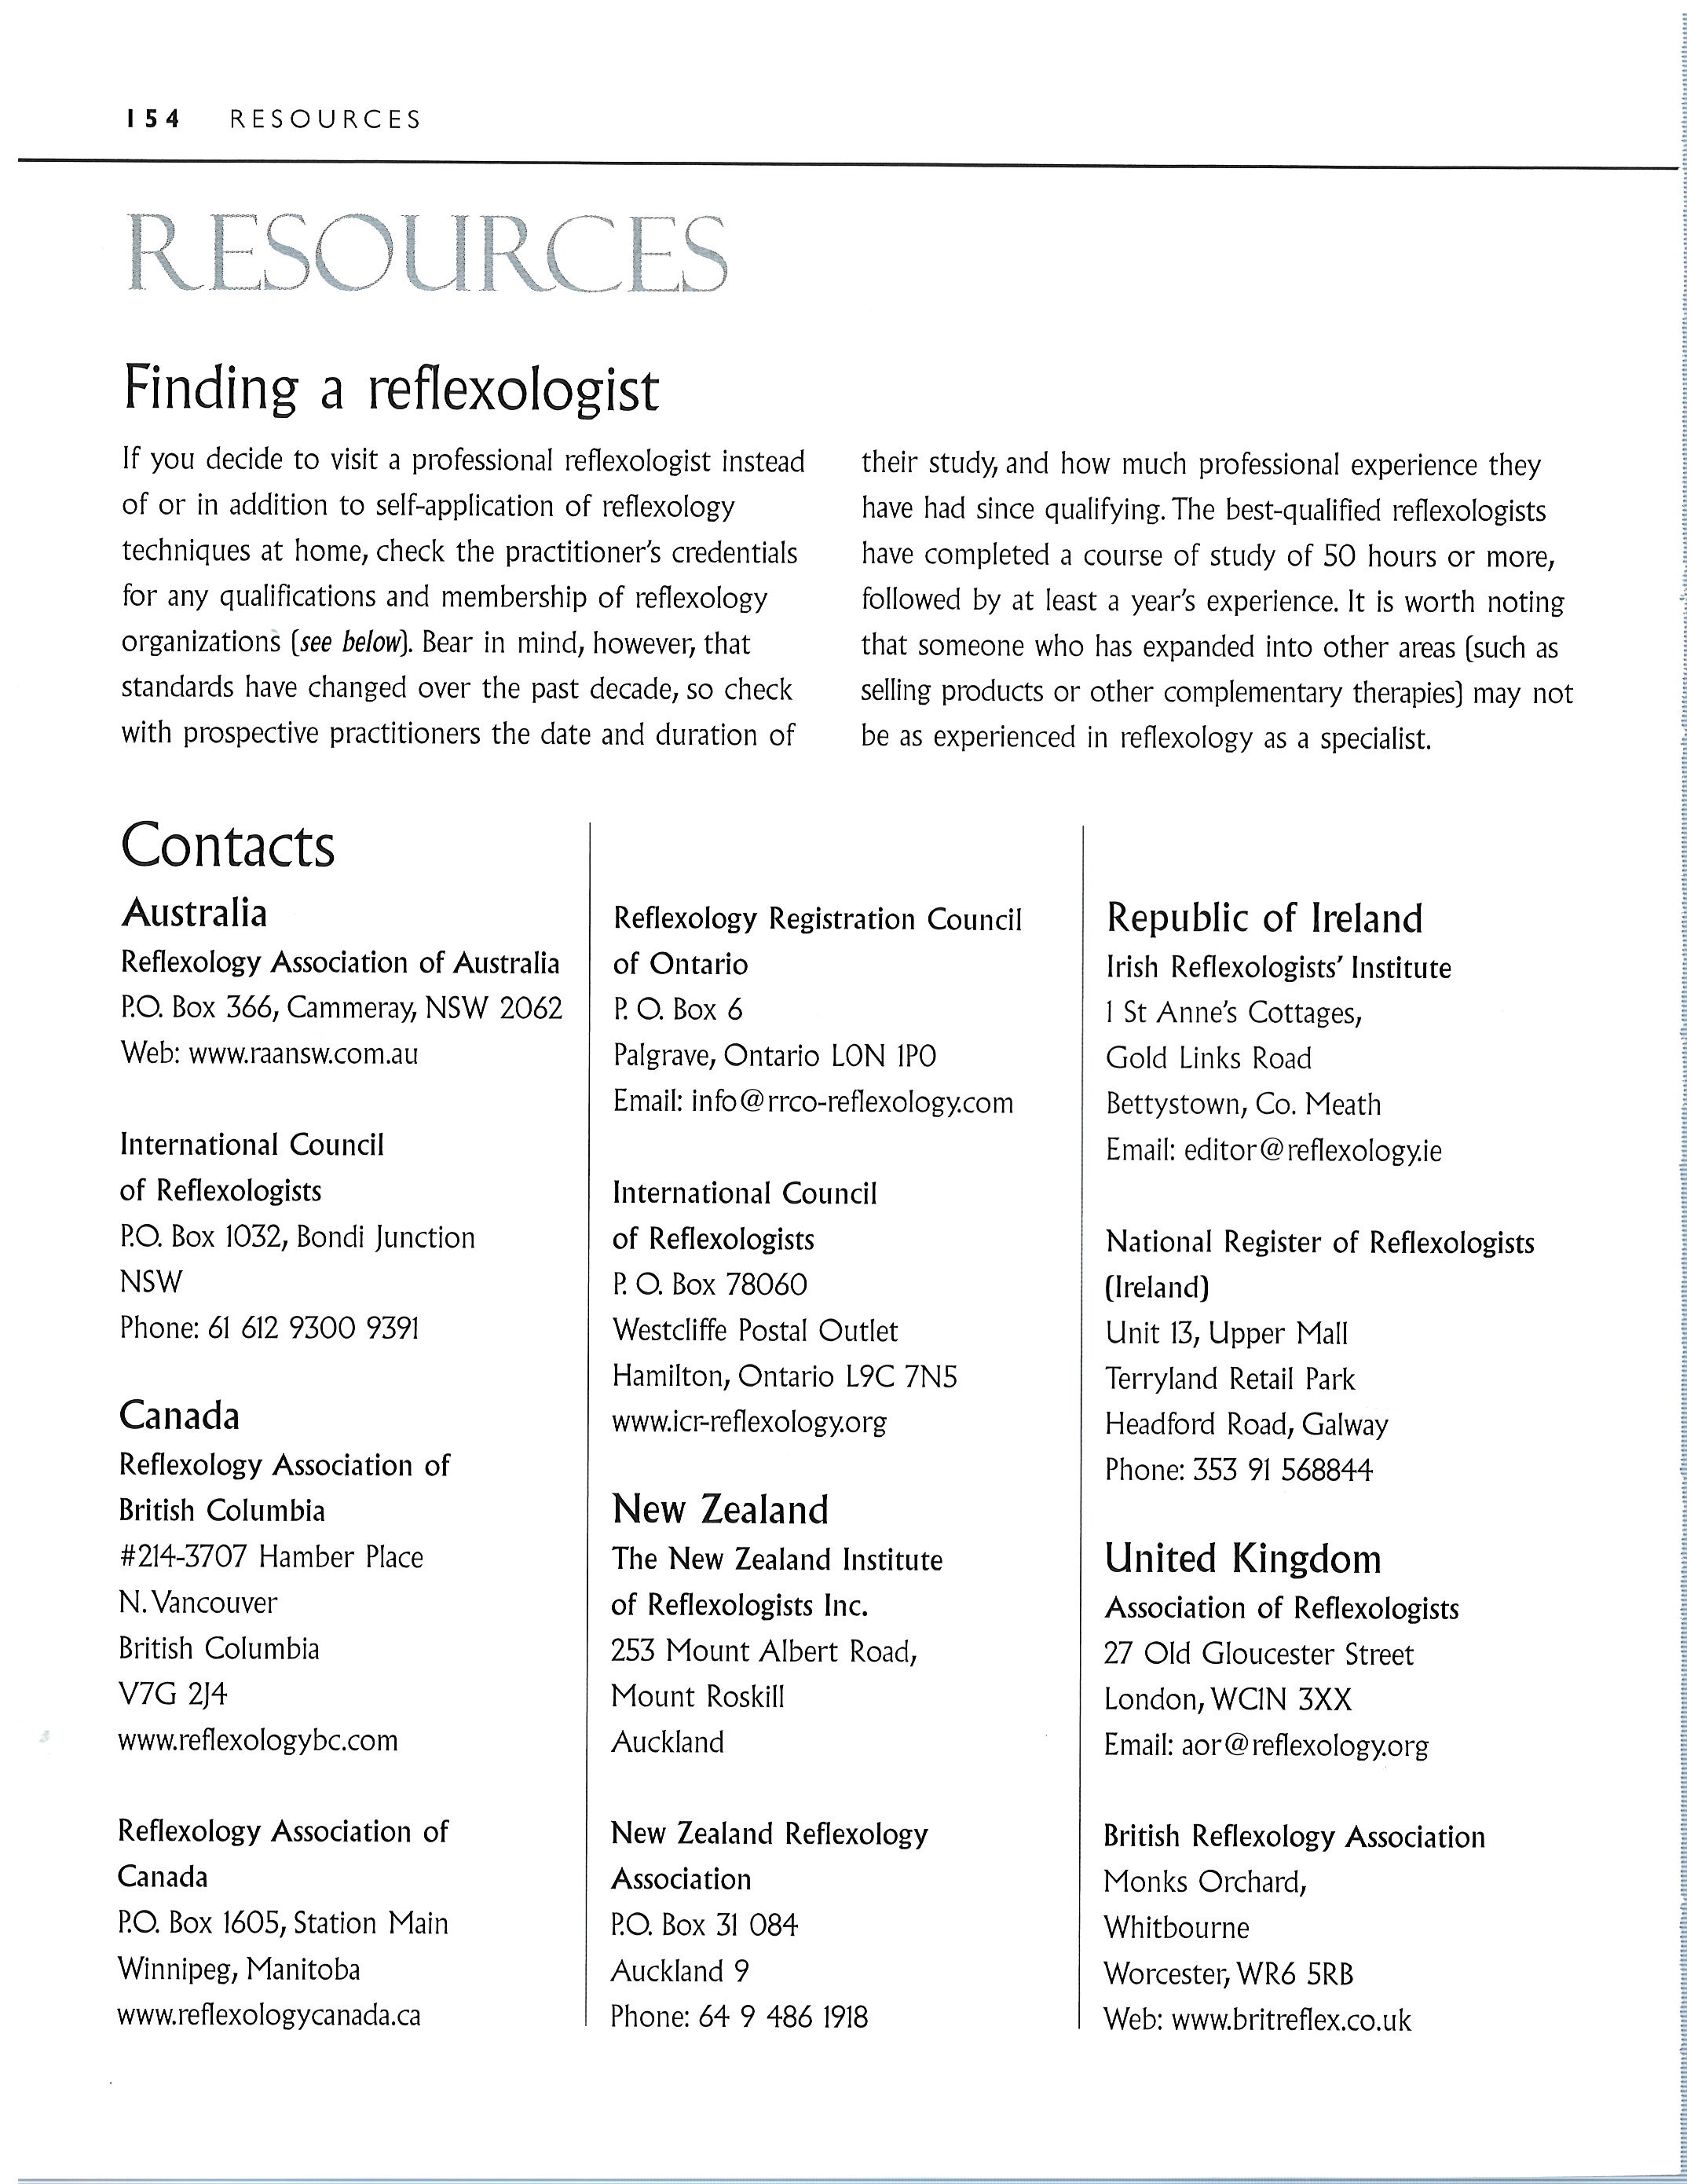 154 RESOURCES
RESOURCES
Finding a reflexologist
If you decide to visit a professional reflexologist instead
of or in addition to self-application of reflexology
techniques at home, check the practitioner's credentials
for any qualifications and membership of reflexology
organizations (see below). Bear in mind, however, that
standards have changed over the past decade, so check
with prospective practitioners the date and duration of
their study, and how much professional experience they
have had since qualifying. The best-qualified reflexologists
have completed a course of study of 50 hours or more,
followed by at least a year's experience. It is worth noting
that someone who has expanded into other areas (such as
selling products or other complementary therapies) may not
be as experienced in reflexology as a specialist.
Contacts
Australia
Reflexology Association of Australia
P.O. Box 366, Cammeray, NSW 2062
Web: www.raansw.com.au
International Council
of Reflexologists
P.O. Box 1032, Bondi Junction
NSW
Phone: 61 612 9300 9391
Canada
Reflexology Association of
British Columbia
#214-3707 Hamber Place
N. Vancouver
British Columbia
V7G 2J4
www.reflexologybc.com
Reflexology Association of
Canada
P.O. Box 1605, Station Main
Winnipeg, Manitoba
www.reflexologycanada.ca
Reflexology Registration Council
of Ontario
P. O. Box 6
Palgrave, Ontario L0N 1P0
Email: info@rrco-reflexology.com
International Council
of Reflexologists
P. O. Box 78060
Westcliffe Postal Outlet
Hamilton, Ontario L9C 7N5
www.icr-reflexology.org
New Zealand
The New Zealand Institute
of Reflexologists Inc.
253 Mount Albert Road,
Mount Roskill
Auckland
New Zealand Reflexology
Association
P.O. Box 31 084
Auckland 9
Phone: 64 9 486 1918
Republic of Ireland
Irish Reflexologists' Institute
1 St Anne's Cottages,
Gold Links Road
Bettystown, Co. Meath
Email: editor@reflexology.ie
National Register of Reflexologists
(Ireland)
Unit 13, Upper Mall
Terryland Retail Park
Headford Road, Galway
Phone: 353 91 568844
United Kingdom
Association of Reflexologists
27 Old Gloucester Street
London, WC1N 3XX
Email: aor@reflexology.org
British Reflexology Association
Monks Orchard,
Whitbourne
Worcester, WR6 5RB
Web: www.britreflex.co.uk